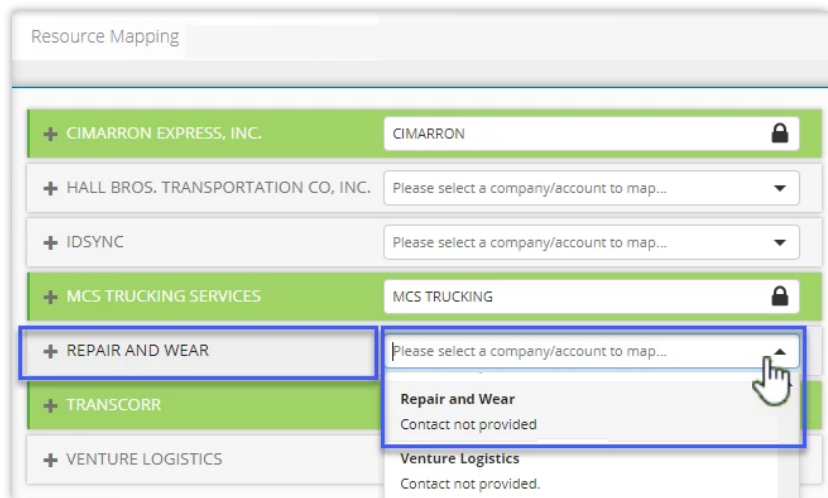 Resource Mapping
CIMARRON EXPRESS, INC. CIMARRON
HALL BROS. TRANSPORTATION CO, INC. Please select a company/account to map...
IDSYNC Please select a company/account to map...
MCS TRUCKING SERVICES MCS TRUCKING
REPAIR AND WEAR Please select a company/account to map...
Repair and Wear
TRANSCORR Contact not provided
VENTURE LOGISTICS Venture Logistics
Contact not provided.